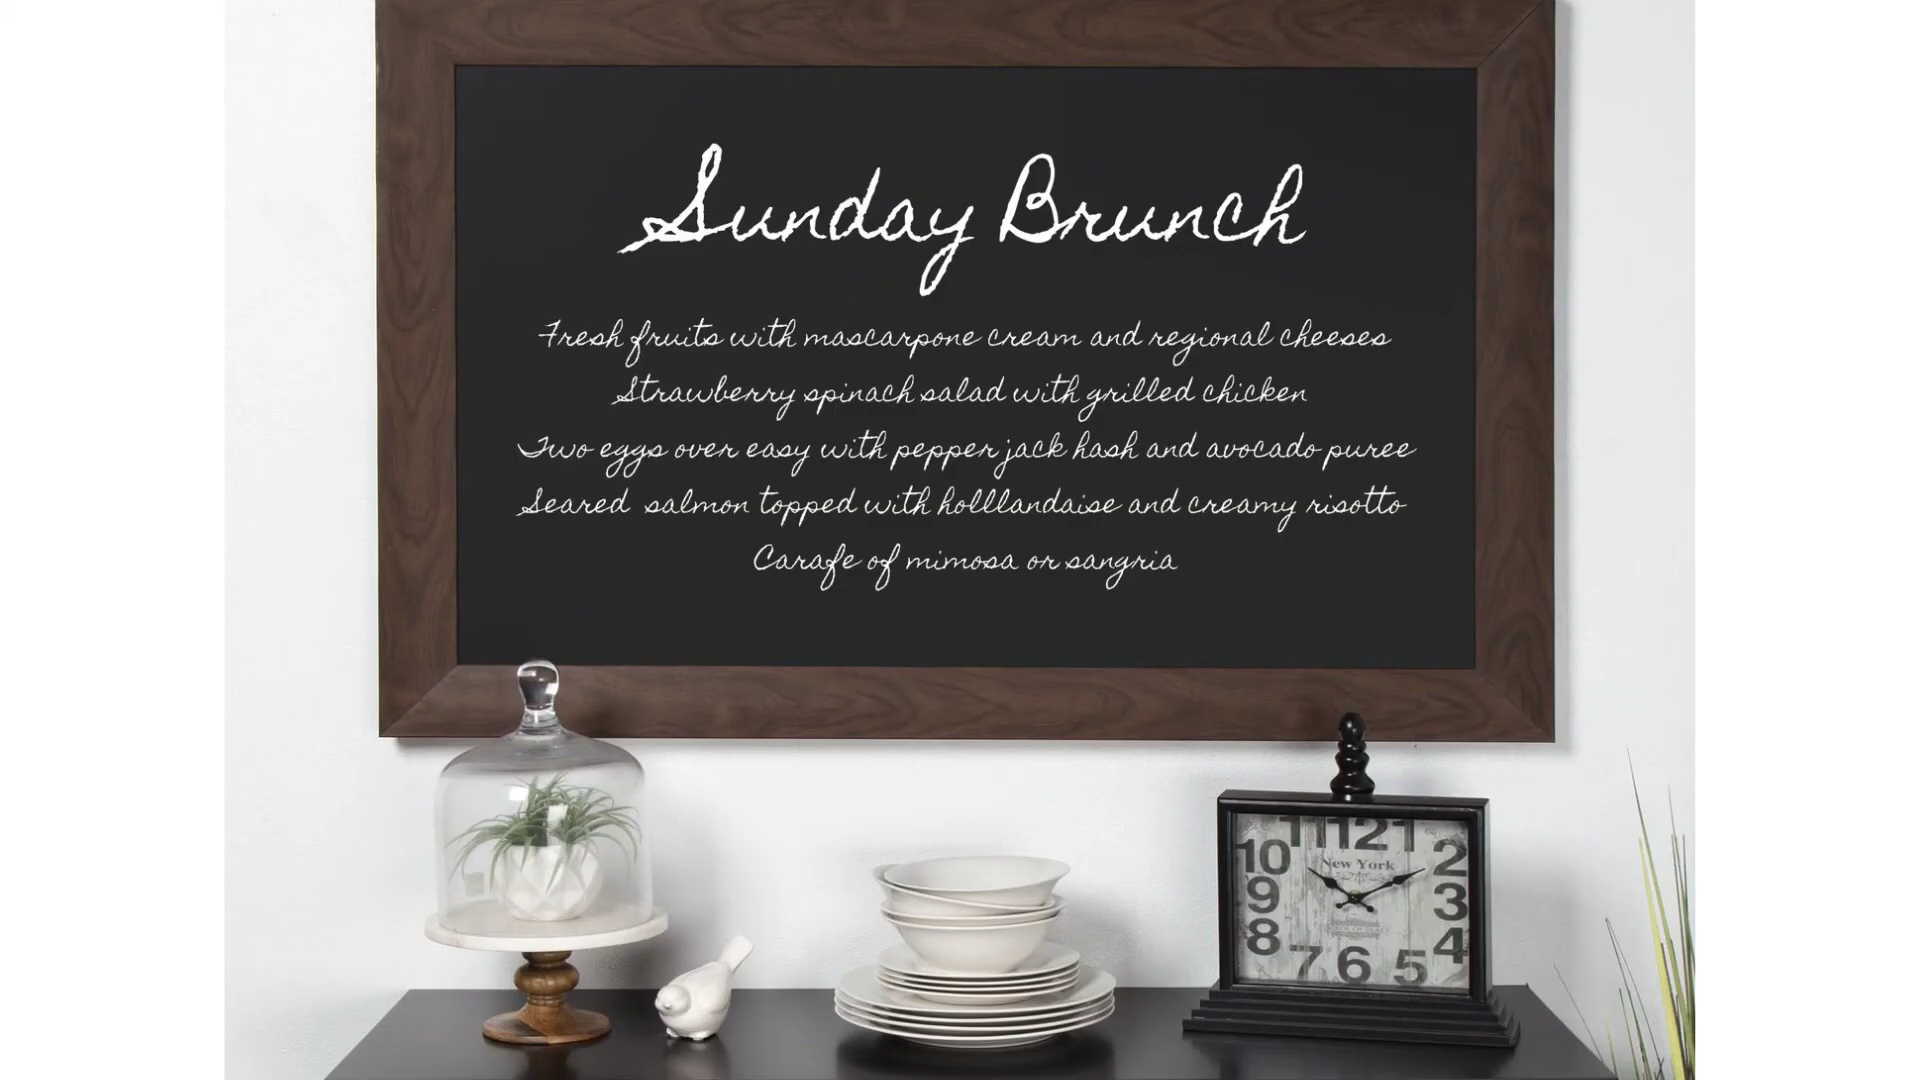 Sunday Brunch
Fresh fruits with mascarpone cream and regional cheeses
Strawberry spinach salad with grilled chicken
Two eggs over easy with pepper jack hash and avocado puree
Seared salmon topped with holllandaise and creamy risotto
Carafe of mimosa or sangria
11 12 1
10 2
New York
9 3
8 4
7 6 5